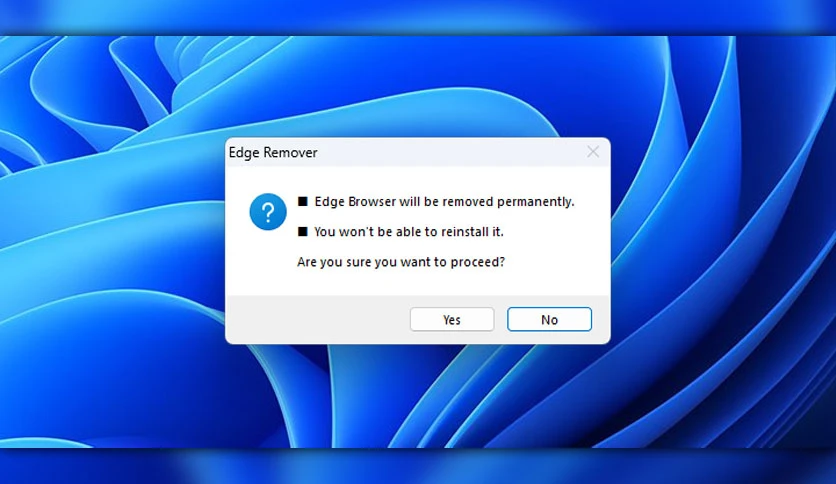 Edge Remover
■ Edge Browser will be removed permanently.
■ You won't be able to reinstall it.
Are you sure you want to proceed?
Yes
No